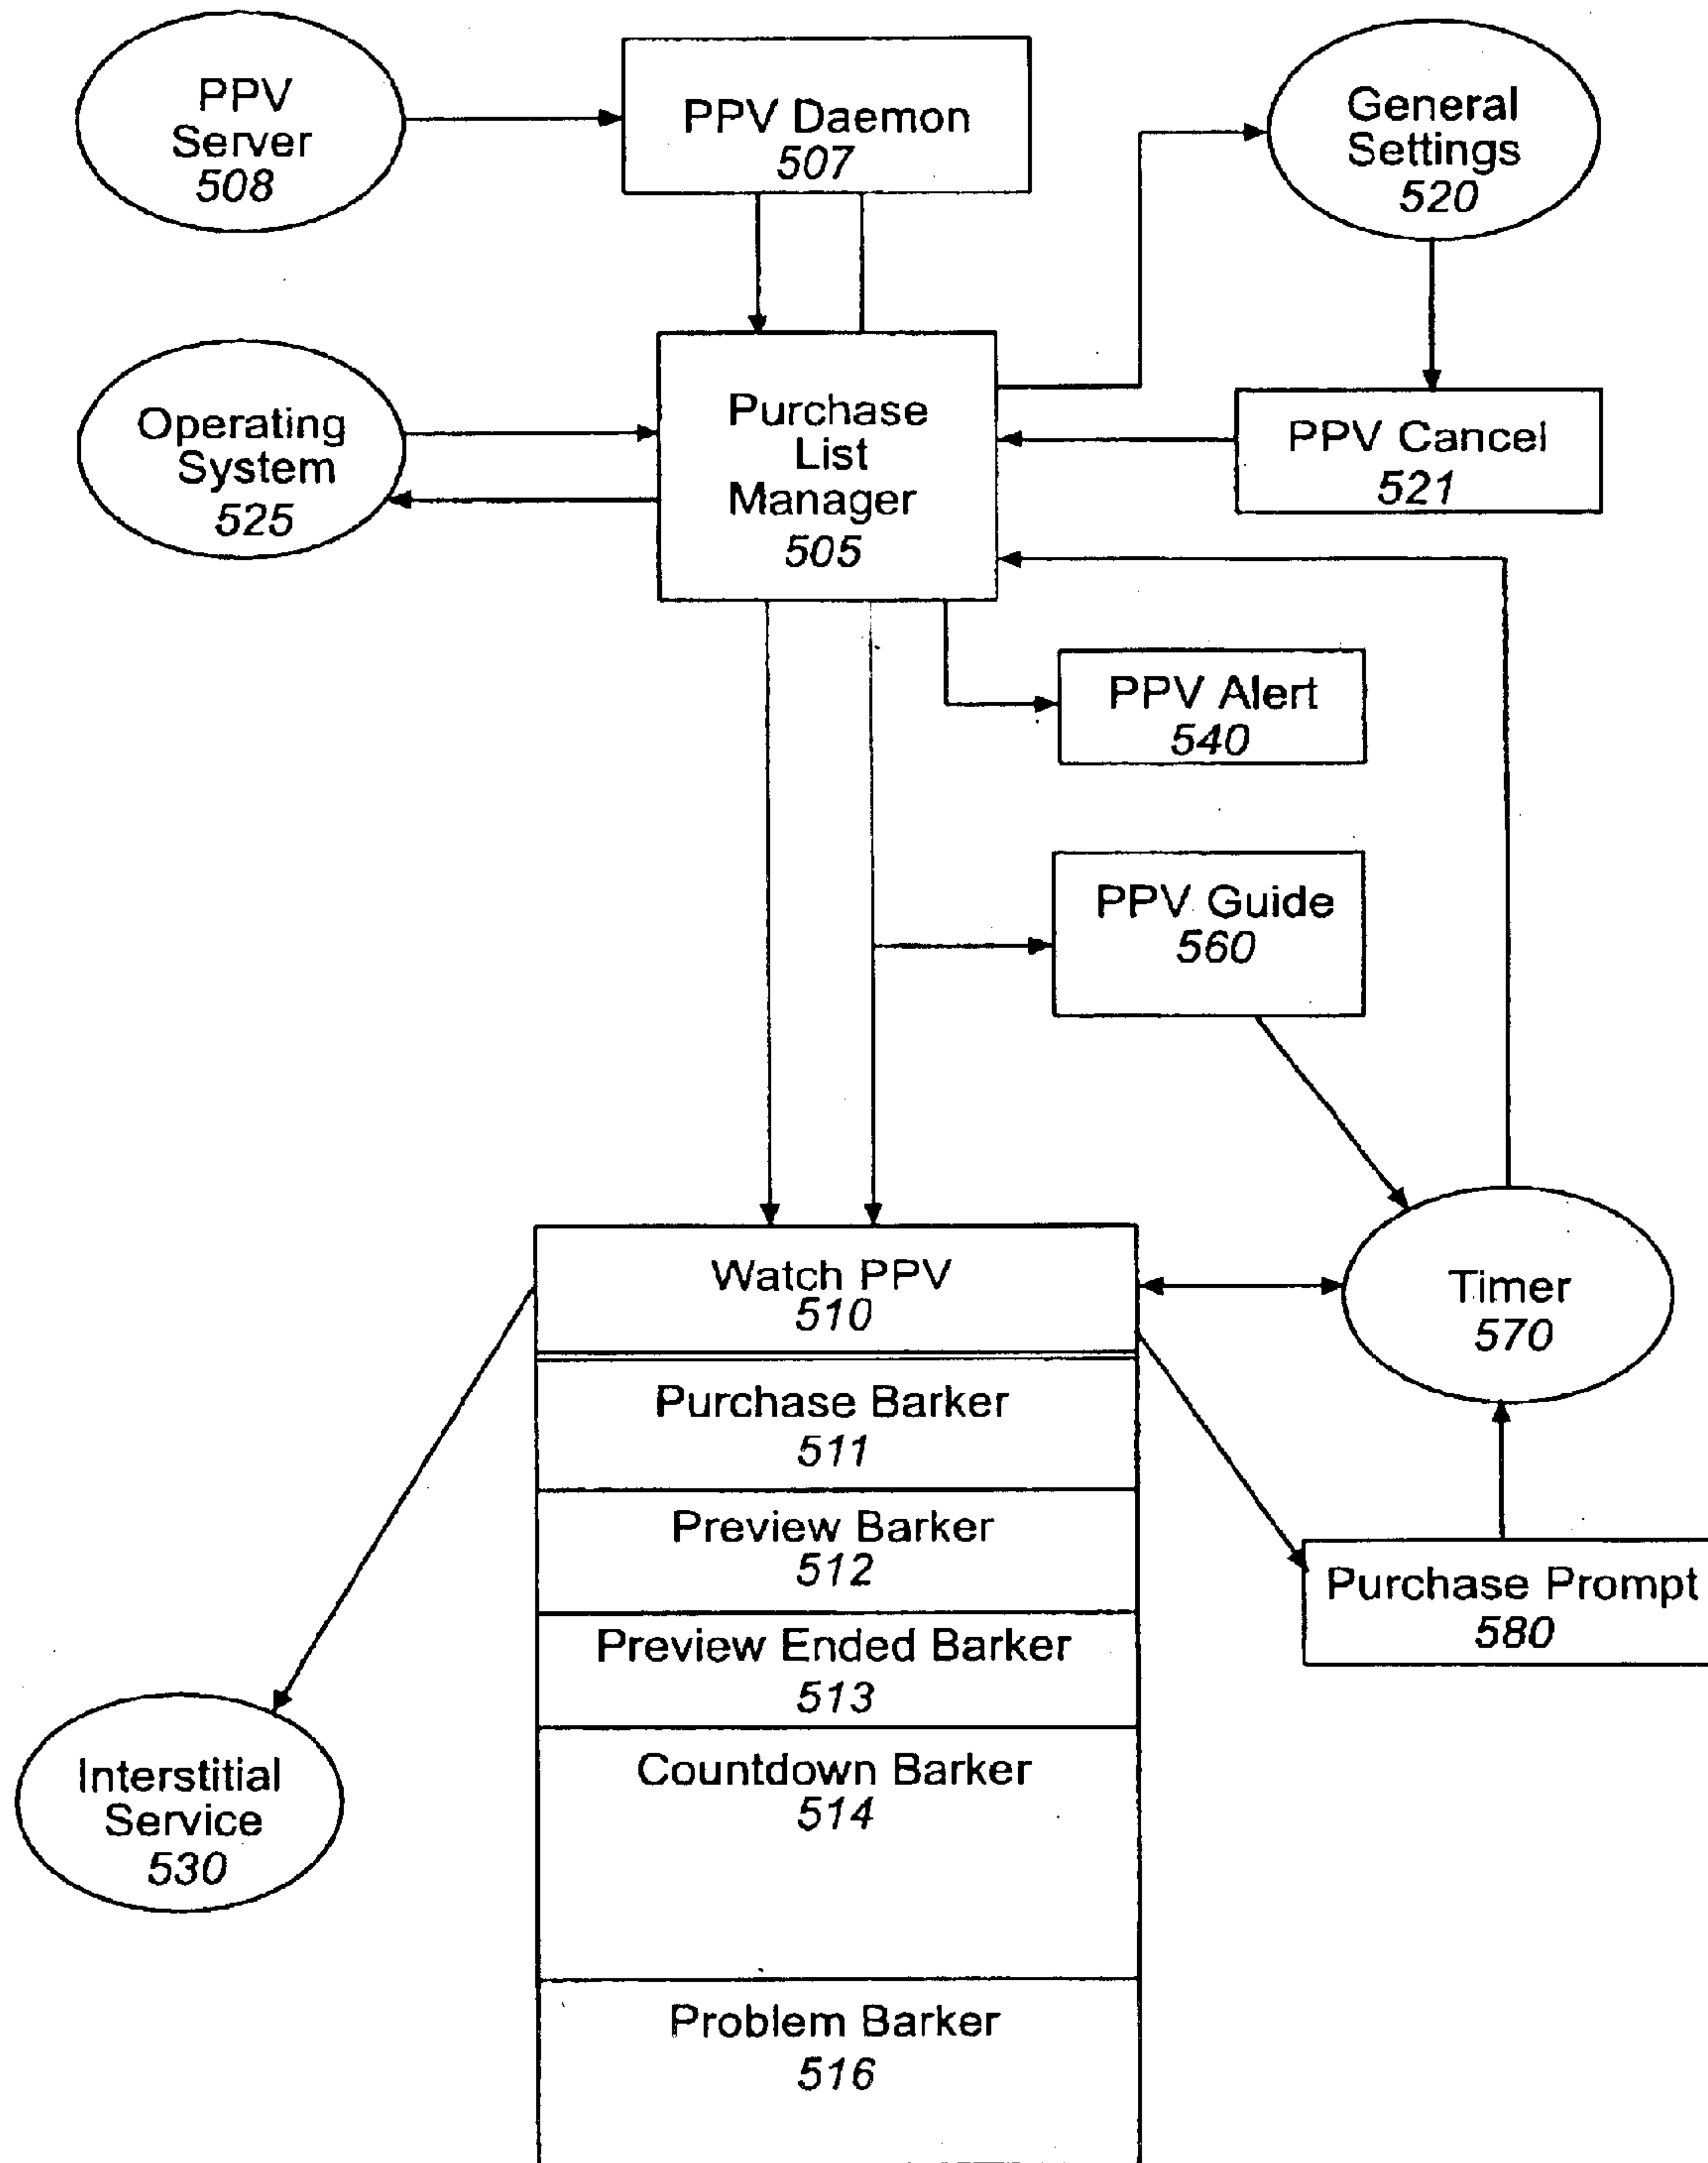 PPV
Server
508
PPV Daemon
507
General
Settings
520
Operating
System
525
Purchase
List
Manager
505
PPV Cancel
521
PPV Alert
540
PPV Guide
560
Watch PPV
510
Timer
570
Purchase Barker
511
Preview Barker
512
Purchase Prompt
580
Preview Ended Barker
513
Interstitial
Service
530
Countdown Barker
514
Problem Barker
516